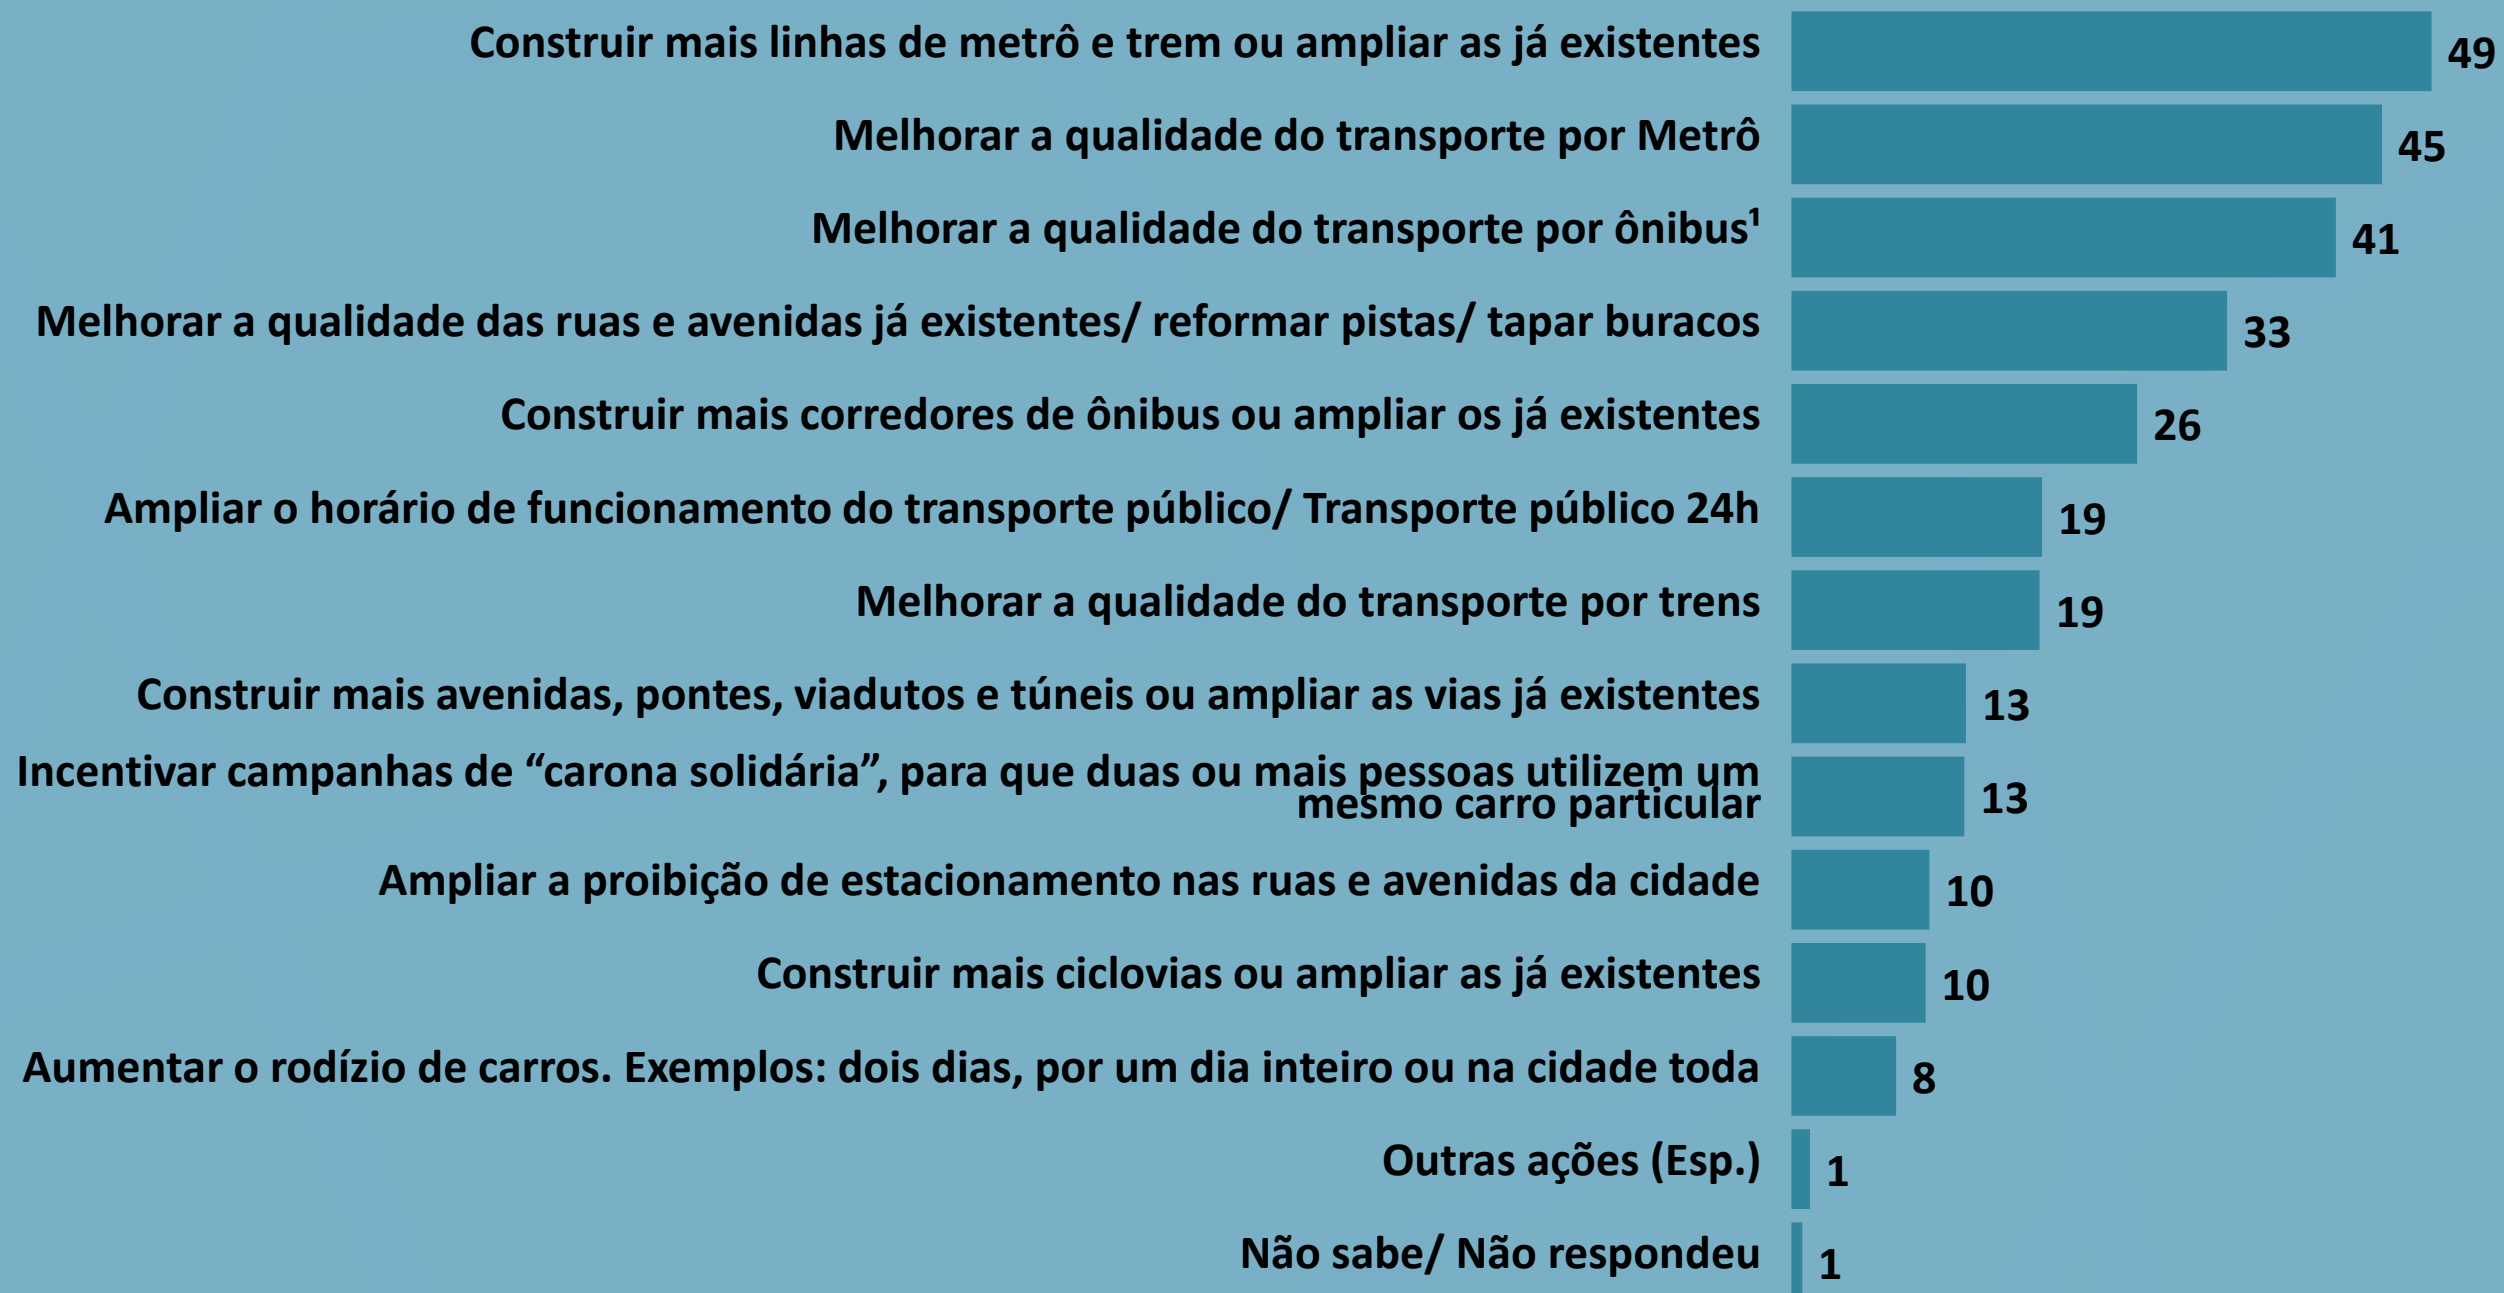 Construir mais linhas de metrô e trem ou ampliar as já existentes 49
Melhorar a qualidade do transporte por Metrô 45
Melhorar a qualidade do transporte por ônibus¹ 41
Melhorar a qualidade das ruas e avenidas já existentes/ reformar pistas/ tapar buracos 33
Construir mais corredores de ônibus ou ampliar os já existentes 26
Ampliar o horário de funcionamento do transporte público/ Transporte público 24h 19
Melhorar a qualidade do transporte por trens 19
Construir mais avenidas, pontes, viadutos e túneis ou ampliar as vias já existentes 13
Incentivar campanhas de “carona solidária”, para que duas ou mais pessoas utilizem um
mesmo carro particular 13
Ampliar a proibição de estacionamento nas ruas e avenidas da cidade 10
Construir mais ciclovias ou ampliar as já existentes 10
Aumentar o rodízio de carros. Exemplos: dois dias, por um dia inteiro ou na cidade toda 8
Outras ações (Esp.) 1
Não sabe/ Não respondeu 1